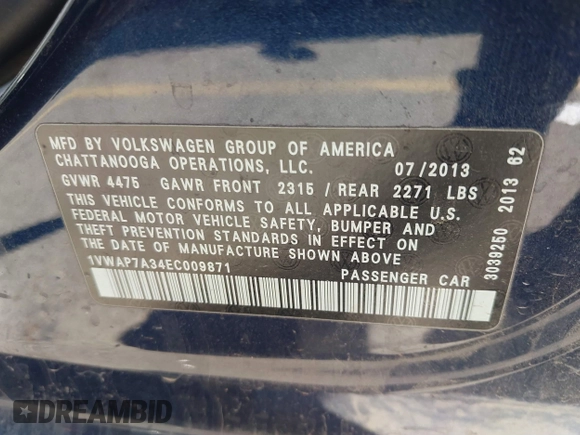 MFD BY VOLKSWAGEN GROUP OF AMERICA
CHATTANOOGA OPERATIONS, LLC. 07/2013
GVWR 4475 GAWR FRONT 2315 / REAR 2271 LBS
THIS VEHICLE CONFORMS TO ALL APPLICABLE U.S.
FEDERAL MOTOR VEHICLE SAFETY, BUMPER AND
THEFT PREVENTION STANDARDS IN EFFECT ON
THE DATE OF MANUFACTURE SHOWN ABOVE
1VWAP7A34EC009871 PASSENGER CAR
3039250 2013 62
DREAMBID